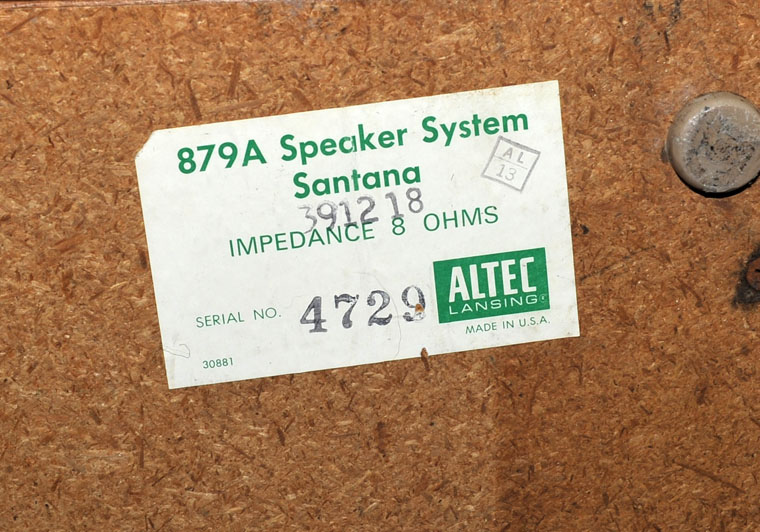 879A Speaker System
Santana
391218
IMPEDANCE 8 OHMS
AL
13
SERIAL NO. 4729
ALTEC
LANSING®
MADE IN U.S.A.
30881